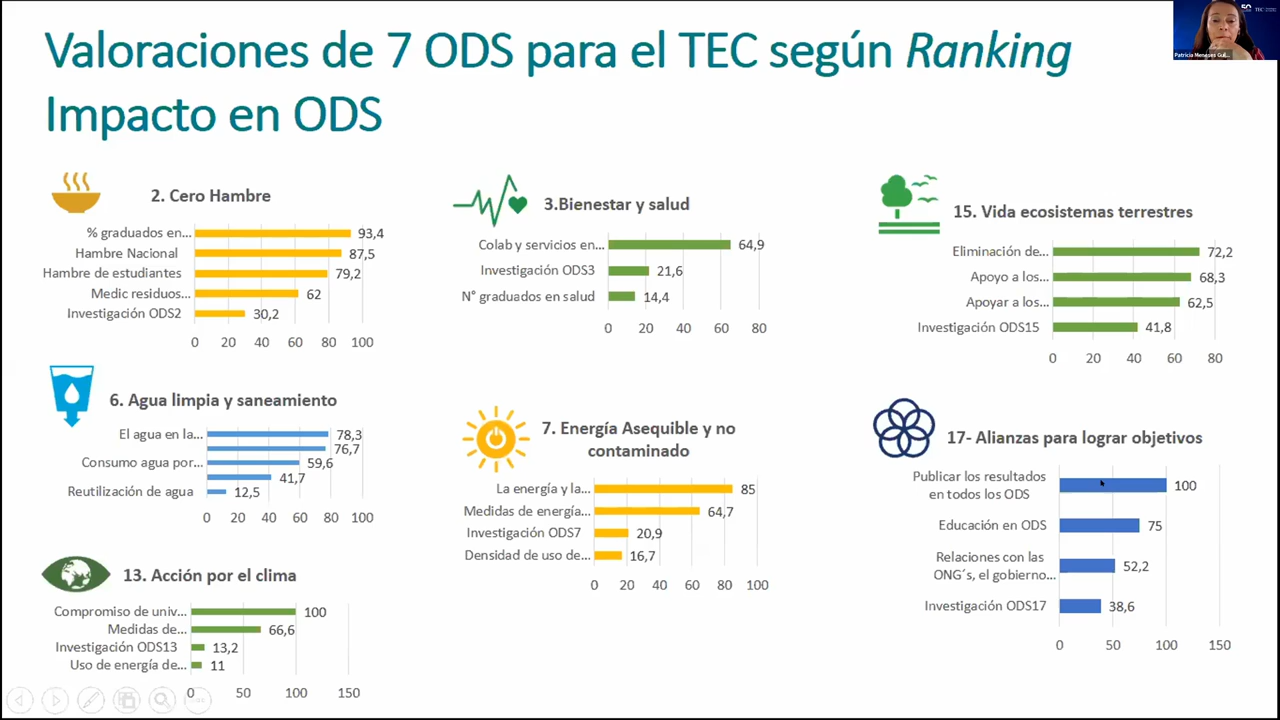 Valoraciones de 7 ODS para el TEC según Ranking
Impacto en ODS
TEC
Patricia Meneses Gui...
2. Cero Hambre
% graduados en... 93,4
Hambre Nacional 87,5
Hambre de estudiantes 79,2
Medic residuos... 62
Investigación ODS2 30,2
0 20 40 60 80 100
3.Bienestar y salud
Colab y servicios en... 64,9
Investigación ODS3 21,6
N° graduados en salud 14,4
0 20 40 60 80
15. Vida ecosistemas terrestres
Eliminación de... 72,2
Apoyo a los... 68,3
Apoyar a los... 62,5
Investigación ODS15 41,8
0 20 40 60 80
6. Agua limpia y saneamiento
El agua en la... 78,3
76,7
Consumo agua por... 59,6
41,7
Reutilización de agua 12,5
0 20 40 60 80 100
7. Energía Asequible y no
contaminado
La energía y la... 85
Medidas de energía... 64,7
Investigación ODS7 20,9
Densidad de uso de... 16,7
0 20 40 60 80 100
17- Alianzas para lograr objetivos
Publicar los resultados
en todos los ODS 100
Educación en ODS 75
Relaciones con las
ONG´s, el gobierno... 52,2
Investigación ODS17 38,6
0 50 100 150
13. Acción por el clima
Compromiso de univ... 100
Medidas de... 66,6
Investigación ODS13 13,2
Uso de energía de... 11
0 50 100 150